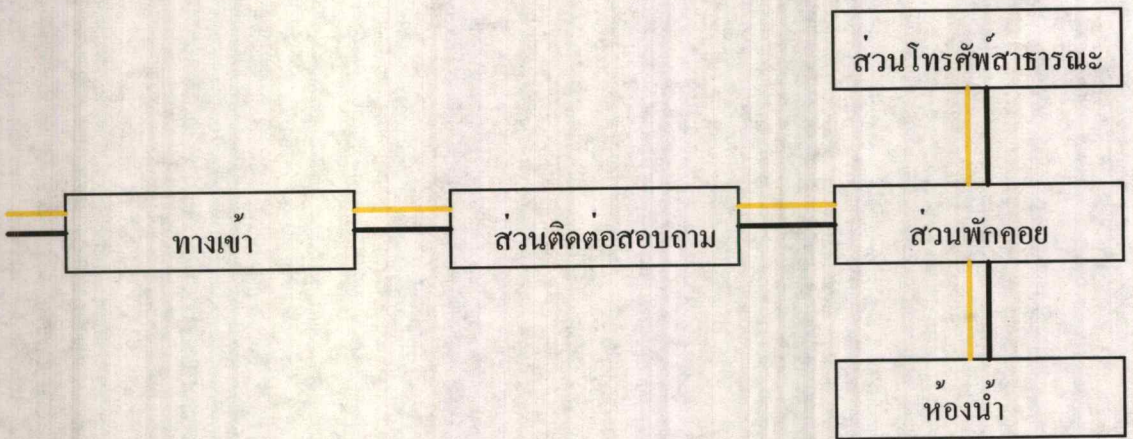 ส่วนโทรศัพ์สาธารณะ
ทางเข้า
ส่วนติดต่อสอบถาม
ส่วนพักคอย
ห้องน้ำ